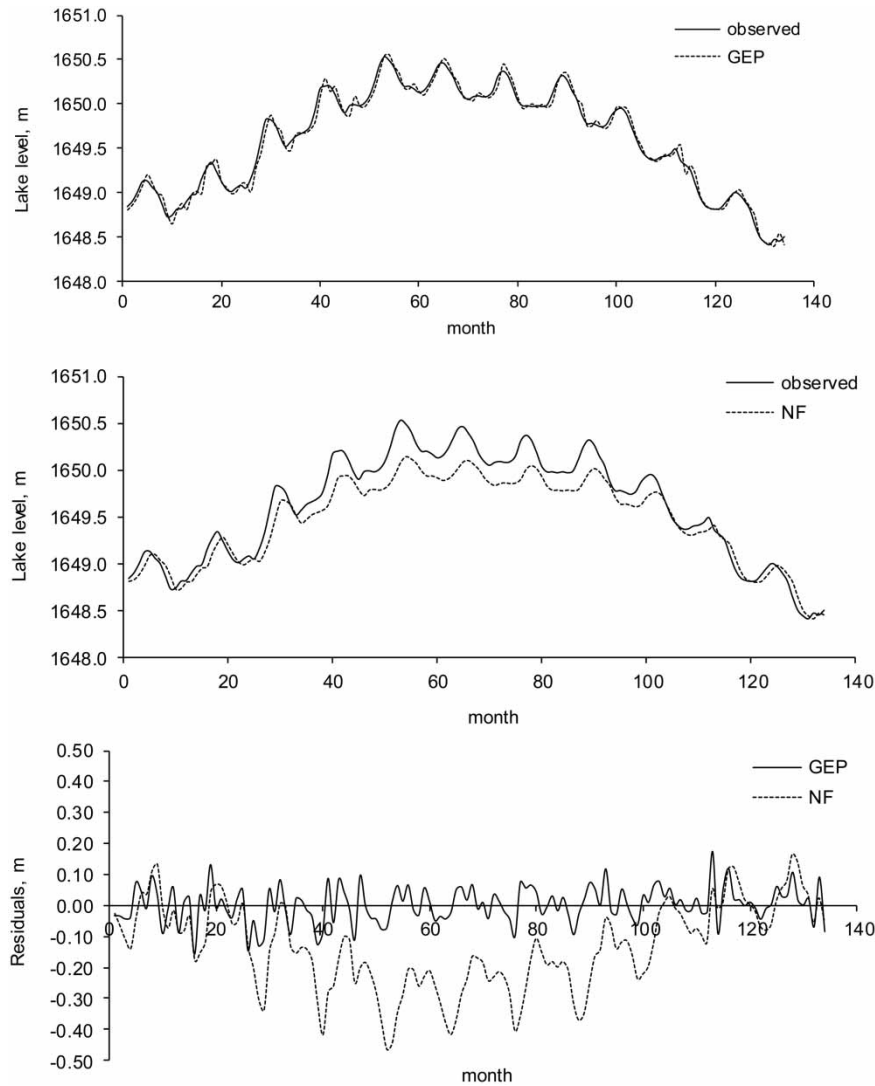 1651.0
observed
GEP
1650.5
1650.0
1649.5
1649.0
1648.5
1648.0
Lake level, m
0 20 40 60 80 100 120 140
month
1651.0
observed
NF
1650.5
1650.0
1649.5
1649.0
1648.5
1648.0
Lake level, m
0 20 40 60 80 100 120 140
month
0.50
GEP
0.40
NF
0.30
0.20
0.10
0.00
-0.10
-0.20
-0.30
-0.40
-0.50
Residuals, m
0 20 40 60 80 100 120 140
month